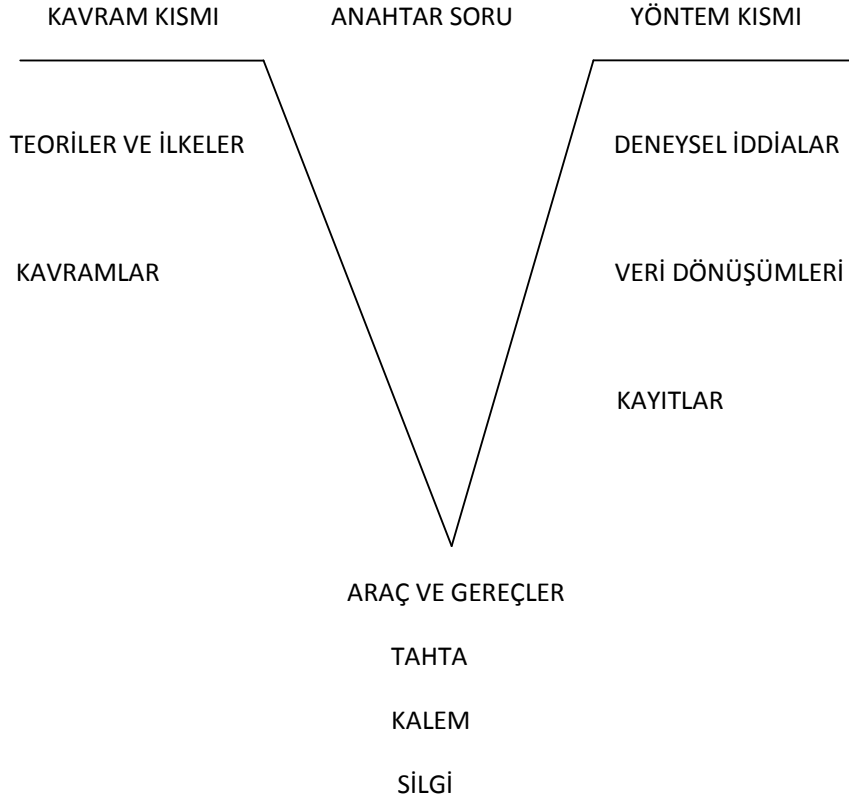 KAVRAM KISMI ANAHTAR SORU YÖNTEM KISMI
TEORİLER VE İLKELER DENEYSEL İDDİALAR
KAVRAMLAR VERİ DÖNÜŞÜMLERİ
KAYITLAR
ARAÇ VE GEREÇLER
TAHTA
KALEM
SİLGİ